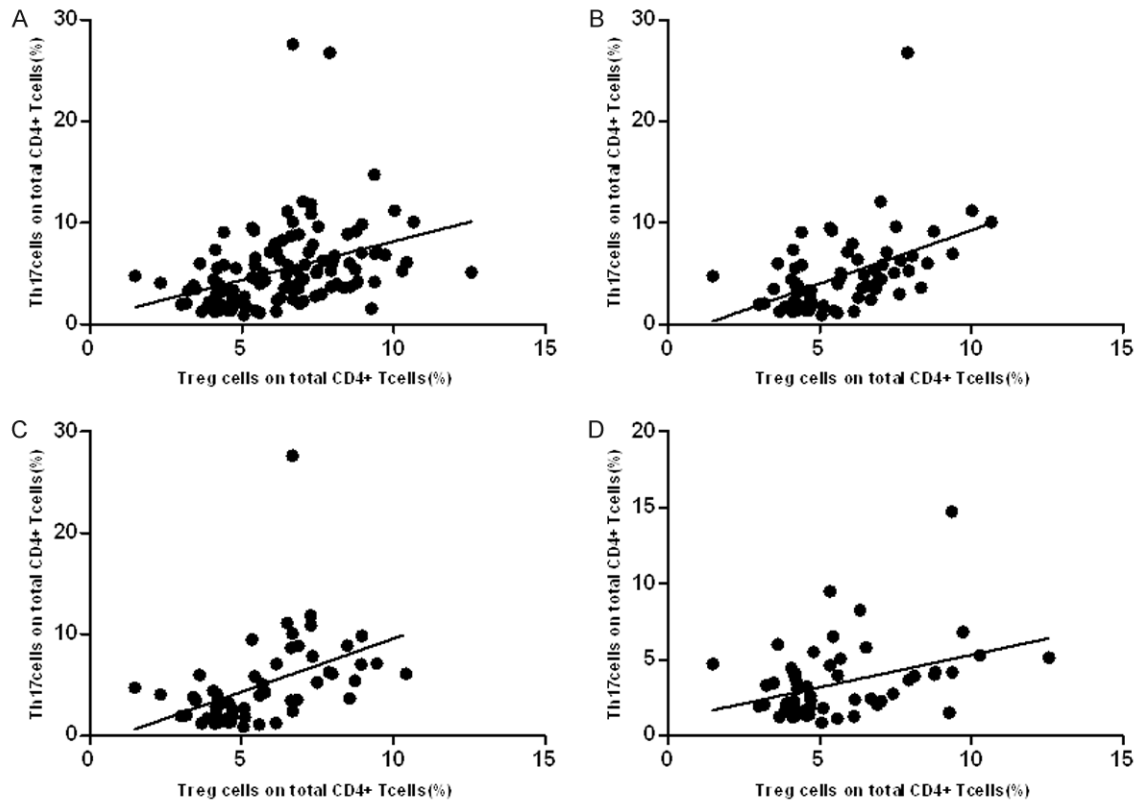 A
Th17cells on total CD4+ Tcells(%)
30
20
10
0
0 5 10 15
Treg cells on total CD4+ Tcells(%)
B
Th17cells on total CD4+ Tcells(%)
30
20
10
0
0 5 10 15
Treg cells on total CD4+ Tcells(%)
C
Th17cells on total CD4+ Tcells(%)
30
20
10
0
0 5 10 15
Treg cells on total CD4+ Tcells(%)
D
Th17cells on total CD4+ Tcells(%)
20
15
10
5
0
0 5 10 15
Treg cells on total CD4+ Tcells(%)